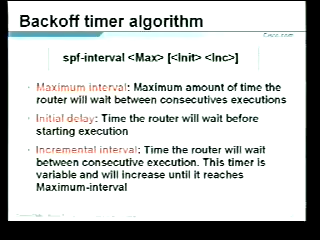 Backoff timer algorithm
Cisco.com
spf-interval <Max> [<Init> <Inc>]
· Maximum interval: Maximum amount of time the
router will wait between consecutives executions
· Initial delay: Time the router will wait before
starting execution
· Incremental interval: Time the router will wait
between consecutive execution. This timer is
variable and will increase until it reaches
Maximum-interval